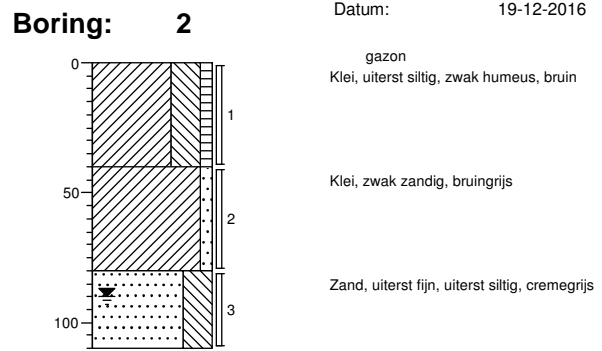 Boring: 2
Datum: 19-12-2016
gazon
0
Klei, uiterst siltig, zwak humeus, bruin
1
Klei, zwak zandig, bruingrijs
50
2
Zand, uiterst fijn, uiterst siltig, cremegrijs
3
100